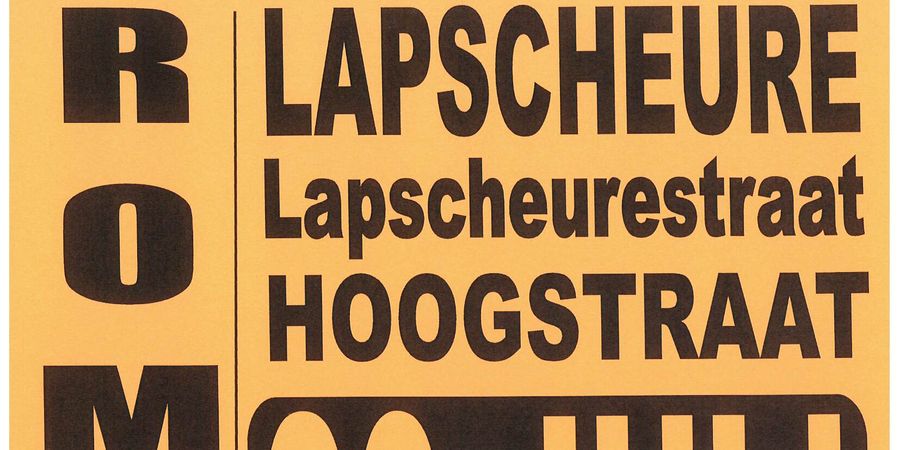 R
O
M
LAPSCHEURE
Lapscheurestraat
HOOGSTRAAT